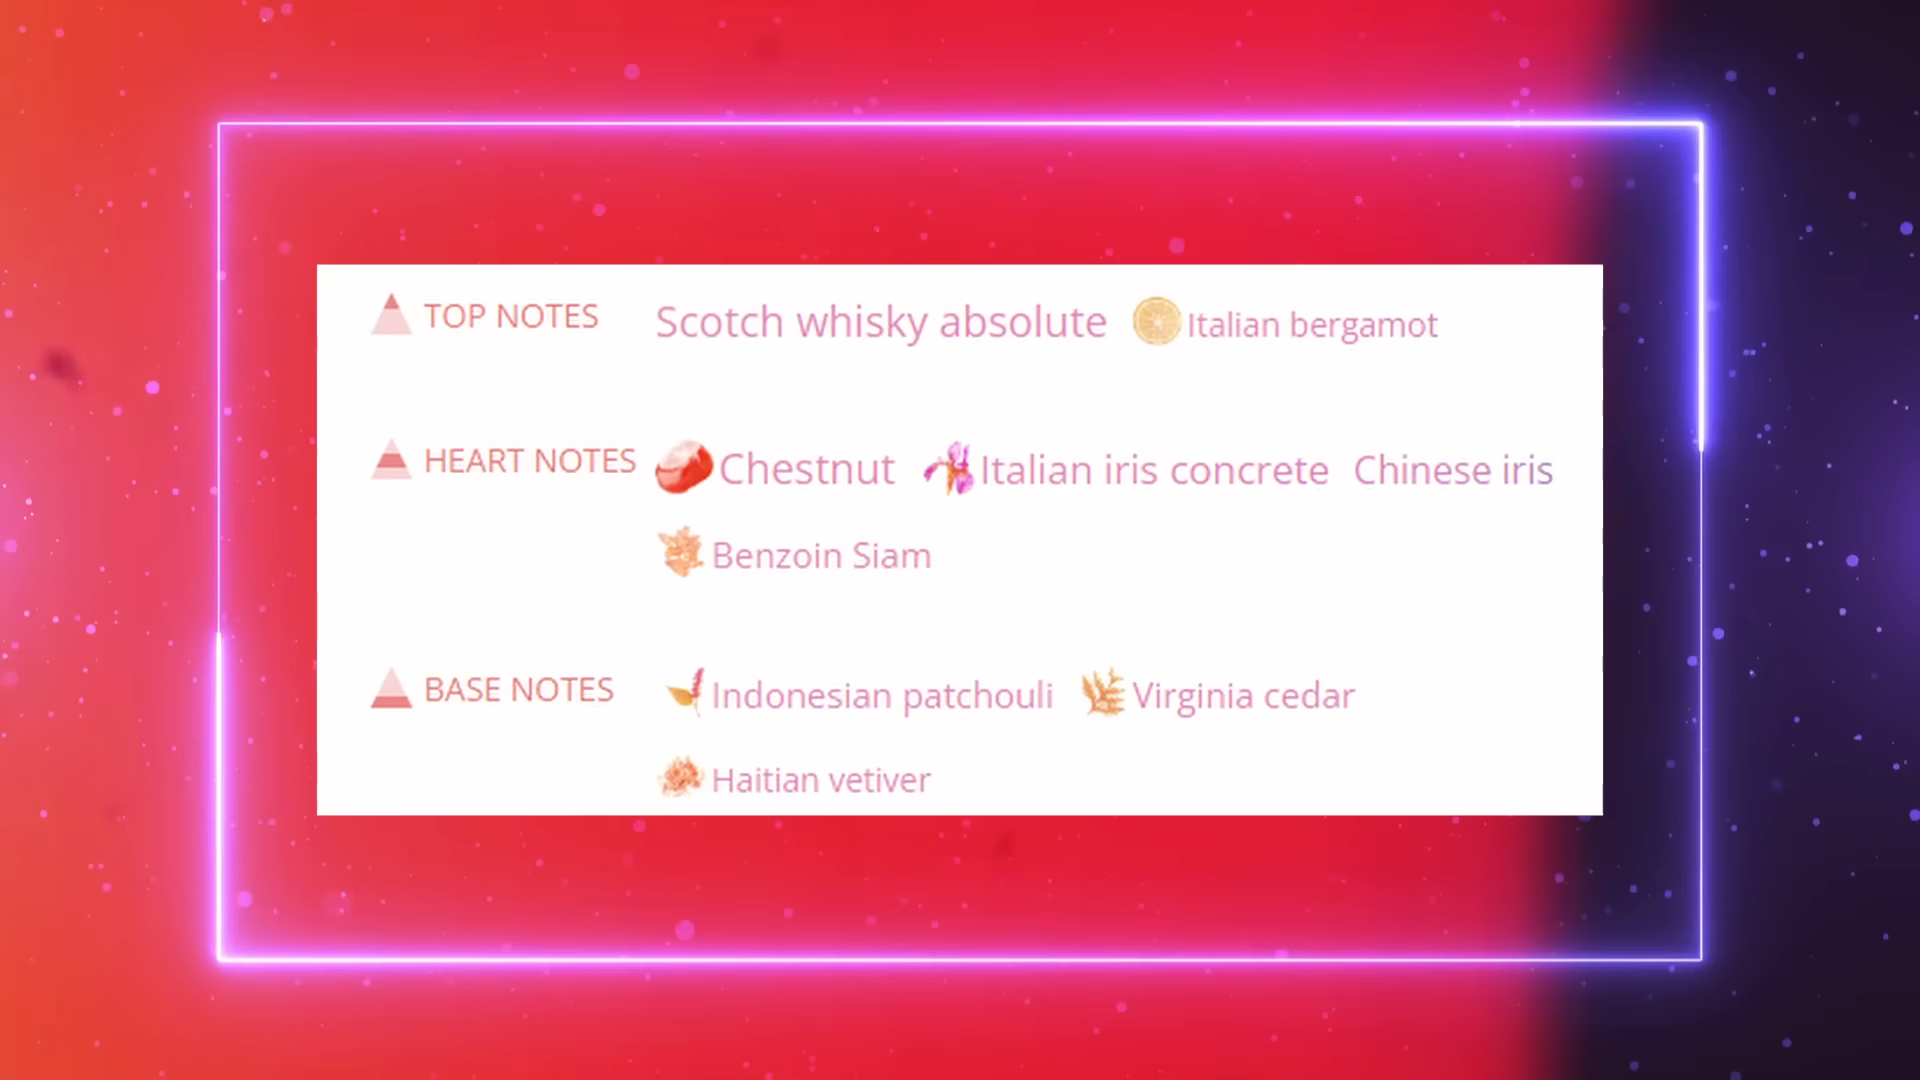 TOP NOTES Scotch whisky absolute Italian bergamot
HEART NOTES Chestnut Italian iris concrete Chinese iris
Benzoin Siam
BASE NOTES Indonesian patchouli Virginia cedar
Haitian vetiver